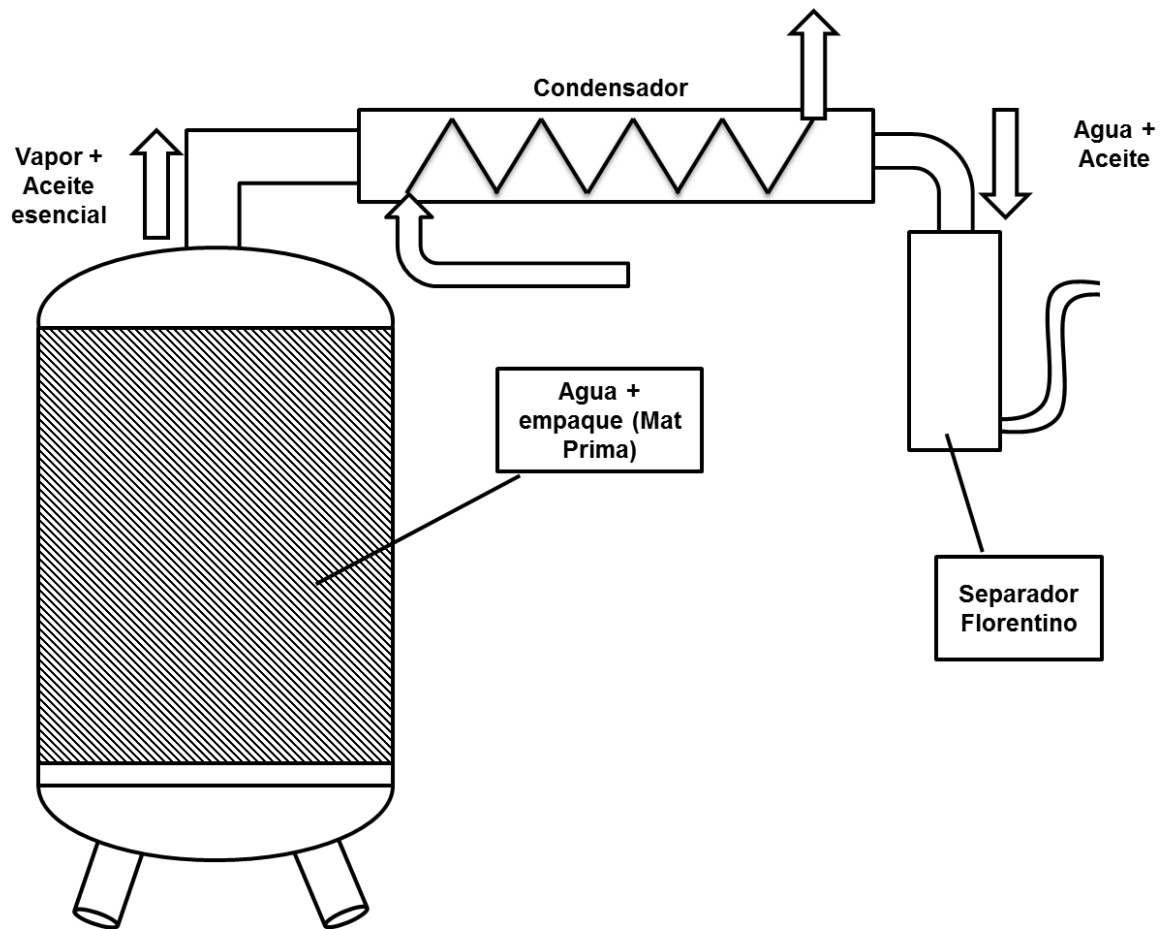 Condensador
Vapor +
Aceite
esencial
Agua +
Aceite
Agua +
empaque (Mat
Prima)
Separador
Florentino